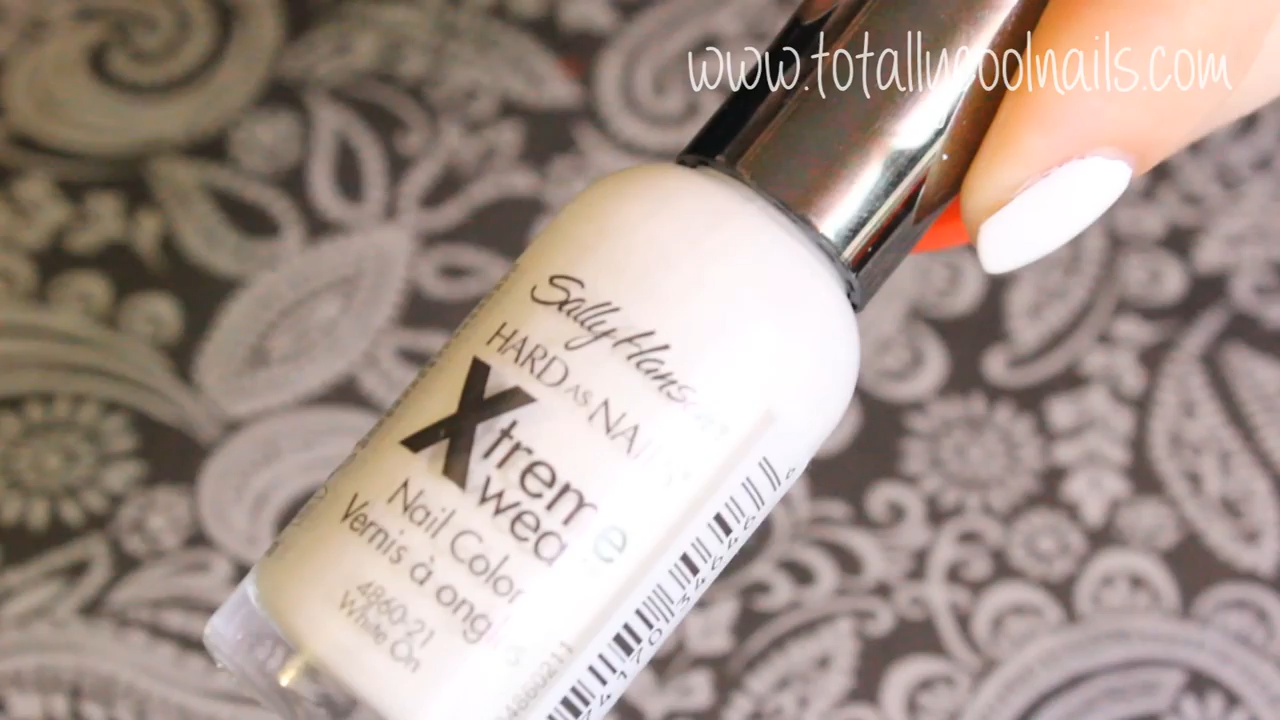 www.totallycoolnails.com
Sally Hansen
HARD AS NAILS
Xtreme
wear
Nail Color
Vernis à ongles
4860-21
White On